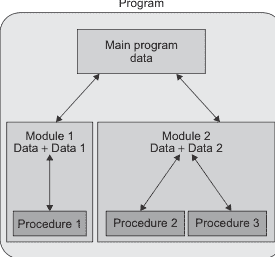 Program
Main program
data
Module 1
Data + Data 1
Module 2
Data + Data 2
Procedure 1
Procedure 2
Procedure 3